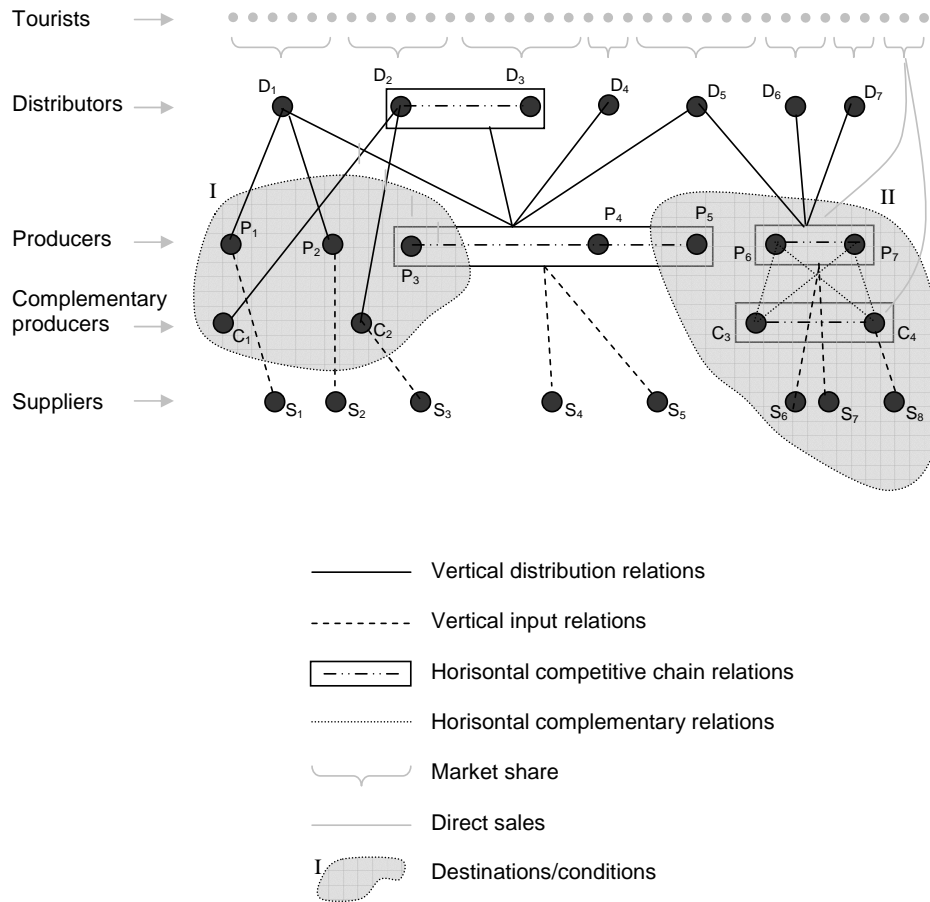 Tourists
Distributors
D1 D2 D3 D4 D5 D6 D7
I
II
Producers
P1 P2 P3 P4 P5 P6 P7
Complementary
producers
C1 C2 C3 C4
Suppliers
S1 S2 S3 S4 S5 S6 S7 S8
Vertical distribution relations
Vertical input relations
Horisontal competitive chain relations
Horisontal complementary relations
Market share
Direct sales
I
Destinations/conditions